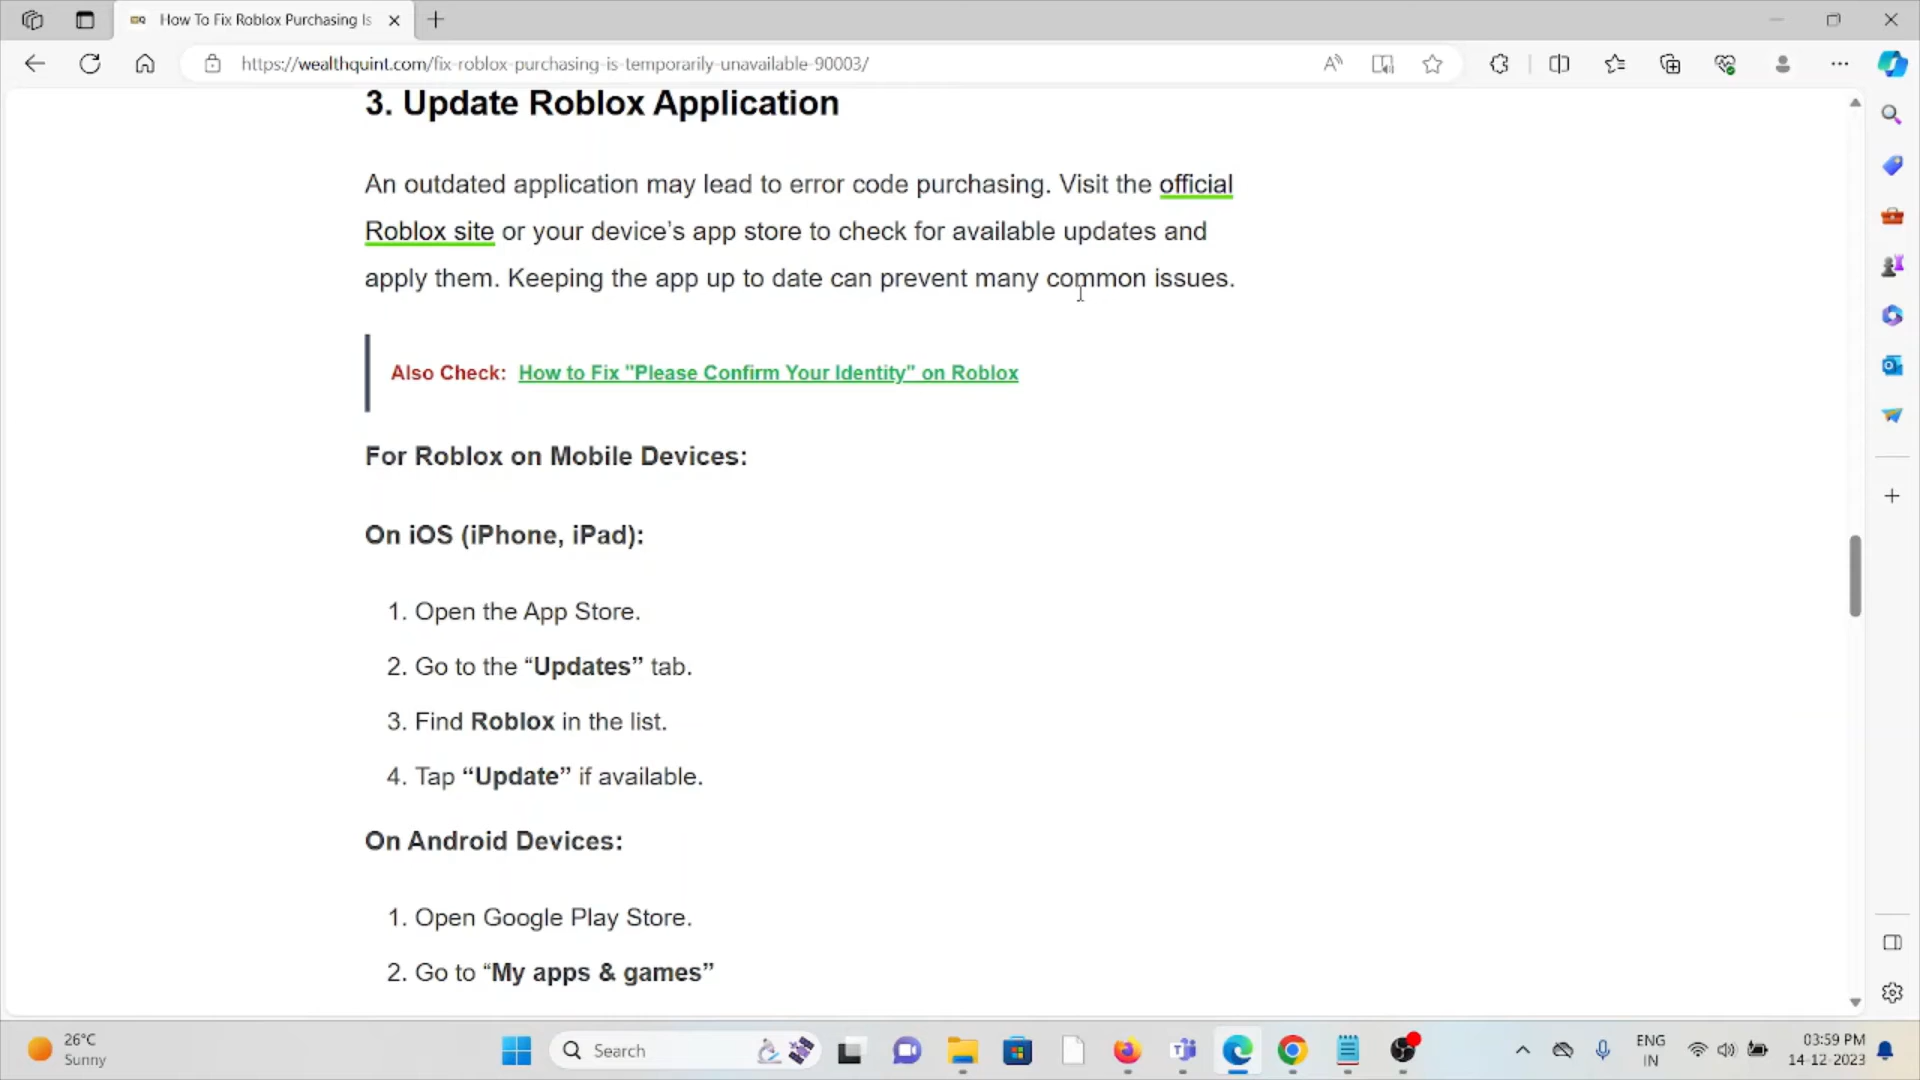 How To Fix Roblox Purchasing Is
https://wealthquint.com/fix-roblox-purchasing-is-temporarily-unavailable-90003/
3. Update Roblox Application
An outdated application may lead to error code purchasing. Visit the official
Roblox site or your device’s app store to check for available updates and
apply them. Keeping the app up to date can prevent many common issues.
Also Check: How to Fix "Please Confirm Your Identity" on Roblox
For Roblox on Mobile Devices:
On iOS (iPhone, iPad):
1. Open the App Store.
2. Go to the “Updates” tab.
3. Find Roblox in the list.
4. Tap “Update” if available.
On Android Devices:
1. Open Google Play Store.
2. Go to “My apps & games”
26°C
Sunny
Search
ENG
IN
03:59 PM
14-12-2023